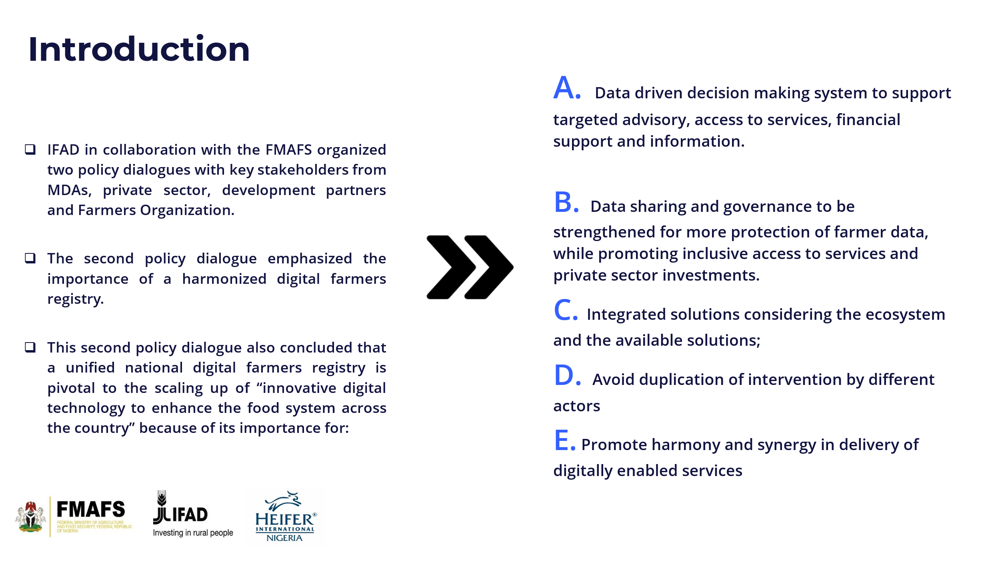 Introduction
❑ IFAD in collaboration with the FMAFS organized
two policy dialogues with key stakeholders from
MDAs, private sector, development partners
and Farmers Organization.
❑ The second policy dialogue emphasized the
importance of a harmonized digital farmers
registry.
❑ This second policy dialogue also concluded that
a unified national digital farmers registry is
pivotal to the scaling up of “innovative digital
technology to enhance the food system across
the country” because of its importance for:
A. Data driven decision making system to support
targeted advisory, access to services, financial
support and information.
B. Data sharing and governance to be
strengthened for more protection of farmer data,
while promoting inclusive access to services and
private sector investments.
C. Integrated solutions considering the ecosystem
and the available solutions;
D. Avoid duplication of intervention by different
actors
E. Promote harmony and synergy in delivery of
digitally enabled services
FMAFS
FEDERAL MINISTRY OF AGRICULTURE
AND FOOD SECURITY, FEDERAL REPUBLIC
OF NIGERIA
IFAD
Investing in rural people
HEIFER®
INTERNATIONAL
NIGERIA